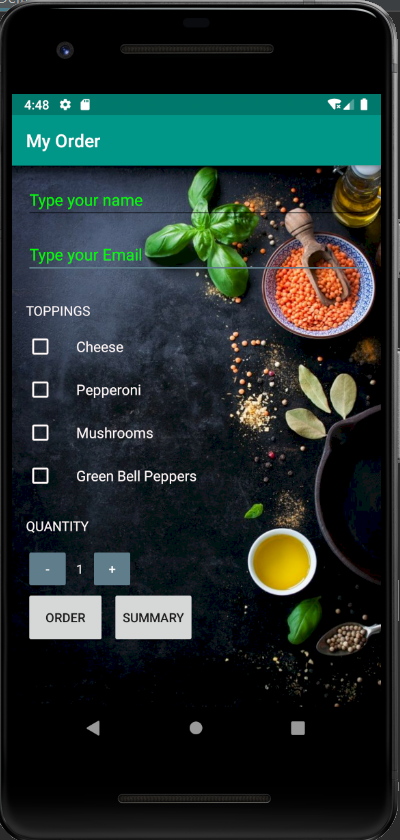 4:48
My Order
Type your name
Type your Email
TOPPINGS
Cheese
Pepperoni
Mushrooms
Green Bell Peppers
QUANTITY
- 1 +
ORDER SUMMARY